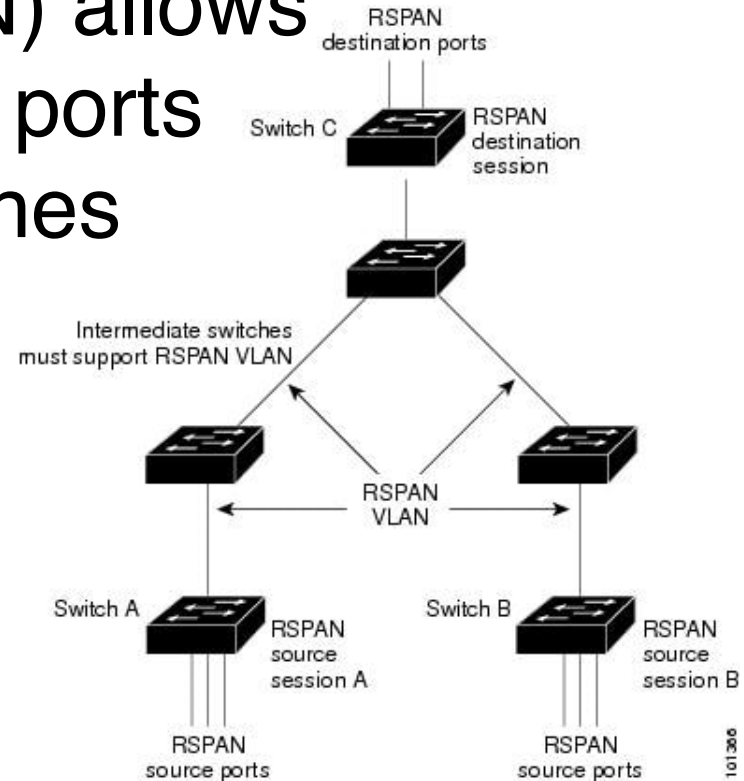 N) allows
ports
nes
RSPAN
destination ports
Switch C
RSPAN
destination
session
Intermediate switches
must support RSPAN VLAN
RSPAN
VLAN
Switch A
RSPAN
source
session A
Switch B
RSPAN
source
session B
RSPAN
source ports
RSPAN
source ports
101366